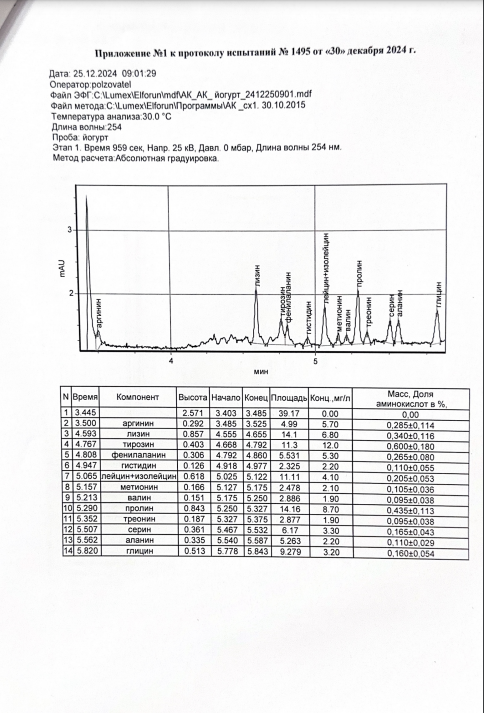 Приложение №1 к протоколу испытаний № 1495 от «30» декабря 2024 г.
Дата: 25.12.2024 09:01:29
Оператор:polzovatel
Файл ЭФГ:C:\Lumex\Elforun\mdf\AK_AK_ йогурт_2412250901.mdf
Файл метода:C:\Lumex\Elforun\Программы\АК _сх1. 30.10.2015
Температура анализа:30.0 °C
Длина волны:254
Проба: йогурт
Этап 1. Время 959 сек, Напр. 25 кВ, Давл. 0 мбар, Длина волны 254 нм.
Метод расчета:Абсолютная градуировка.
mAU
3
2
аргинин
лизин
тирозин
фенилаланин
гистидин
лейцин+изолейцин
метионин
валин
пролин
треонин
серин
аланин
глицин
4 5
мин
N Время Компонент Высота Начало Конец Площадь Конц.,мг/л Масс, Доля аминокислот в %,
1 3.445 2.571 3.403 3.485 39.17 0.00 0,00
2 3.500 аргинин 0.292 3.485 3.525 4.99 5.70 0,285±0,114
3 4.593 лизин 0.857 4.555 4.655 14.1 6.80 0,340±0,116
4 4.767 тирозин 0.403 4.668 4.792 11.3 12.0 0,600±0,180
5 4.808 фенилаланин 0.306 4.792 4.860 5.531 5.30 0,265±0,080
6 4.947 гистидин 0.126 4.918 4.977 2.325 2.20 0,110±0,055
7 5.065 лейцин+изолейцин 0.618 5.025 5.122 11.11 4.10 0,205±0,053
8 5.157 метионин 0.166 5.127 5.175 2.478 2.10 0,105±0,036
9 5.213 валин 0.151 5.175 5.250 2.886 1.90 0,095±0,038
10 5.290 пролин 0.843 5.250 5.327 14.16 8.70 0,435±0,113
11 5.352 треонин 0.187 5.327 5.375 2.877 1.90 0,095±0,038
12 5.507 серин 0.361 5.467 5.532 6.17 3.30 0,165±0,043
13 5.562 аланин 0.335 5.540 5.587 5.263 2.20 0,110±0,029
14 5.820 глицин 0.513 5.778 5.843 9.279 3.20 0,160±0,054